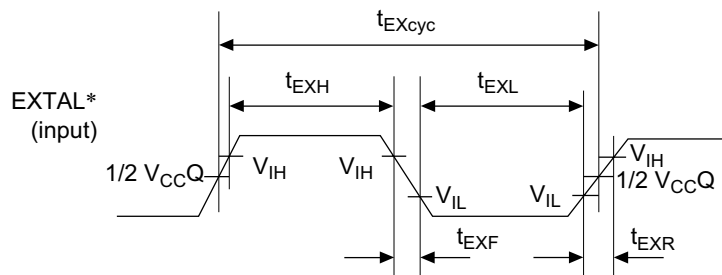 tEXcyc
EXTAL*
(input)
tEXH
tEXL
1/2 VCCQ
VIH
VIH
VIL
VIL
VIH
1/2 VCCQ
tEXF
tEXR